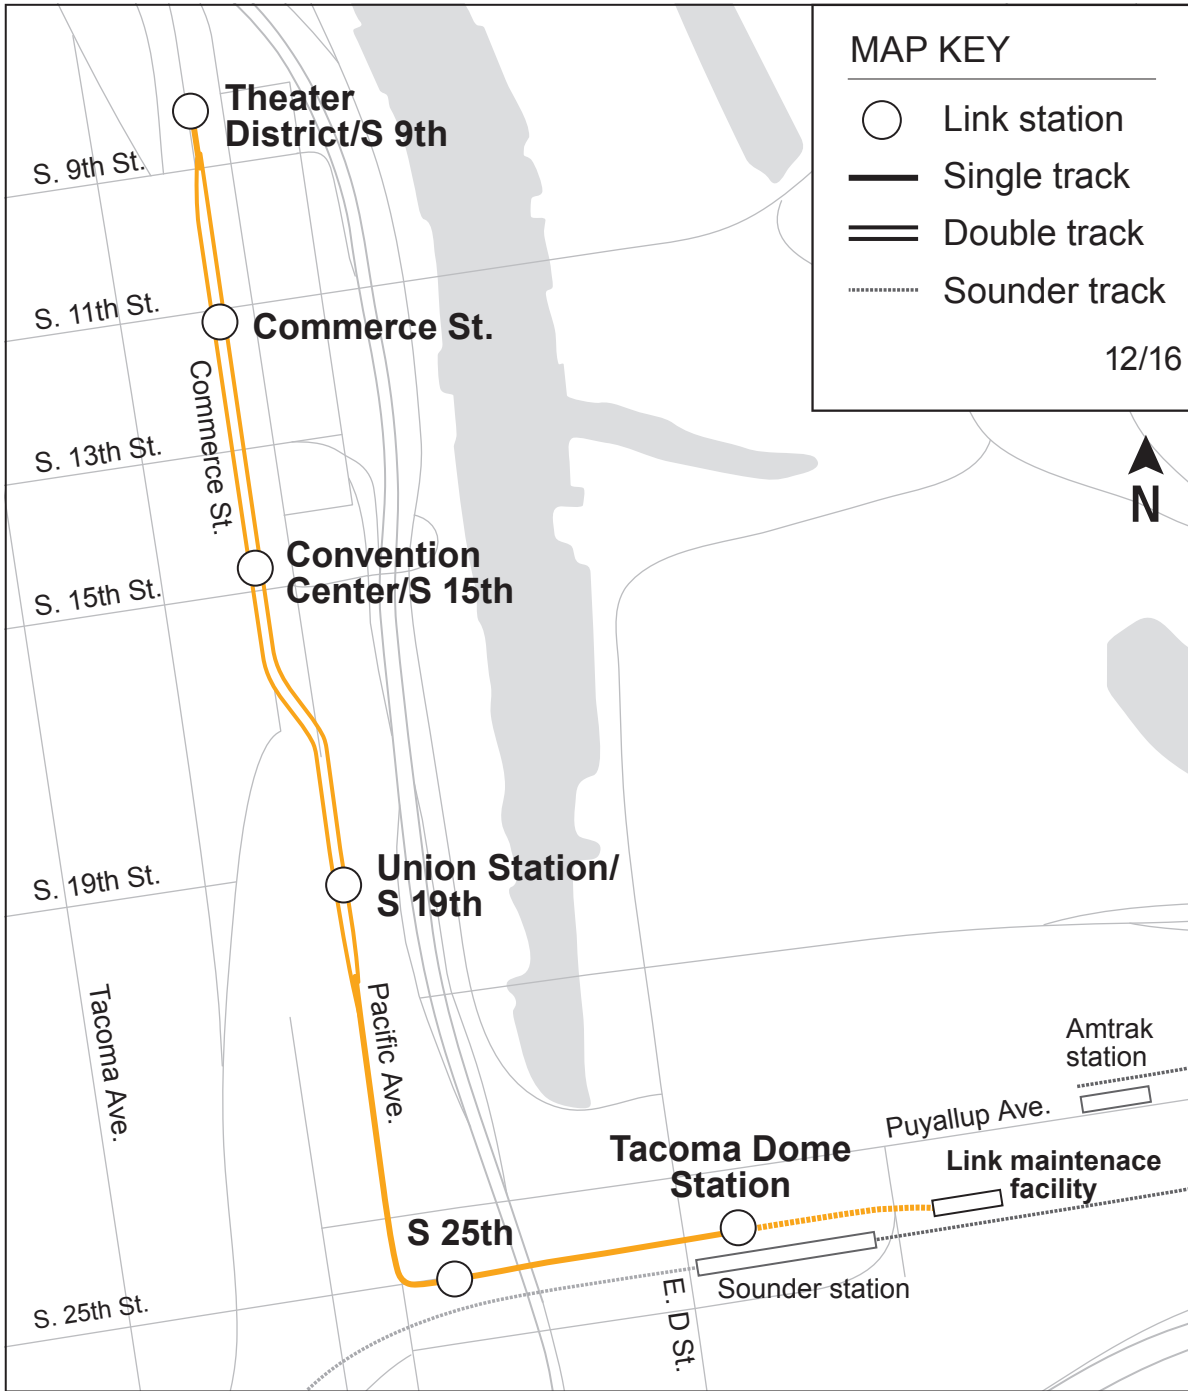 MAP KEY
Link station
Single track
Double track
Sounder track
12/16
N
Theater
District/S 9th
S. 9th St.
S. 11th St.
Commerce St.
Commerce St.
S. 13th St.
Convention
Center/S 15th
S. 15th St.
Union Station/
S 19th
S. 19th St.
Tacoma Ave.
Pacific Ave.
Amtrak
station
Puyallup Ave.
Tacoma Dome
Station
Link maintenace
facility
S 25th
Sounder station
E. D St.
S. 25th St.